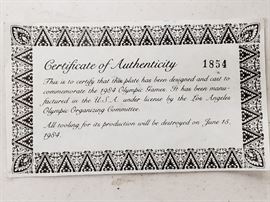 Certificate of Authenticity 1834
This is to certify that this plate has been designed and cast to
commemorate the 1984 Olympic Games. It has been manu-
factured in the U.S.A. under license by the Los Angeles
Olympic Organizing Committee.
All tooling for its production will be destroyed on June 15,
1984.